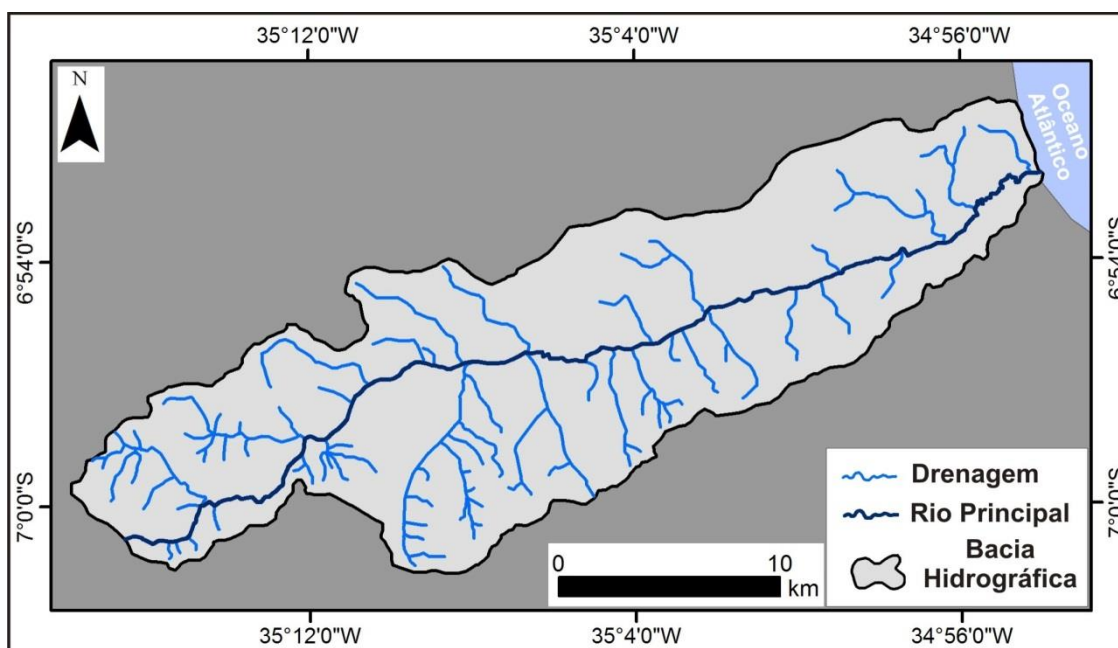 35°12'0"W 35°4'0"W 34°56'0"W
N
Oceano
Atlântico
6°54'0"S 6°54'0"S
7°0'0"S 7°0'0"S
Drenagem
Rio Principal
Bacia
Hidrográfica
0 10
km
35°12'0"W 35°4'0"W 34°56'0"W